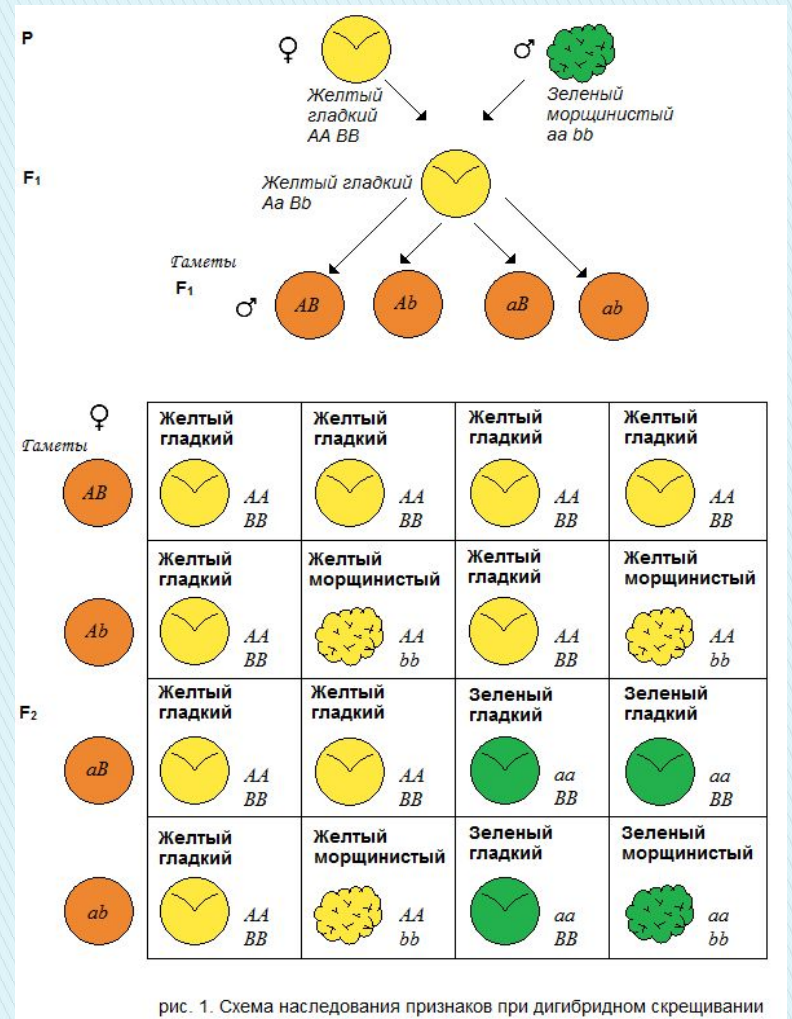 P
♀
♂
Желтый
гладкий
AA BB
Зеленый
морщинистый
aa bb
F₁
Желтый гладкий
Aa Bb
Гаметы
F₁
♂
AB
Ab
aB
ab
♀
Гаметы
Желтый
гладкий
Желтый
гладкий
Желтый
гладкий
Желтый
гладкий
AB
AA
BB
AA
BB
AA
BB
AA
BB
Желтый
гладкий
Желтый
морщинистый
Желтый
гладкий
Желтый
морщинистый
Ab
AA
BB
AA
bb
AA
BB
AA
bb
F₂
Желтый
гладкий
Желтый
гладкий
Зеленый
гладкий
Зеленый
гладкий
aB
AA
BB
AA
BB
aa
BB
aa
BB
Желтый
гладкий
Желтый
морщинистый
Зеленый
гладкий
Зеленый
морщинистый
ab
AA
BB
AA
bb
aa
BB
aa
bb
рис. 1. Схема наследования признаков при дигибридном скрещивании